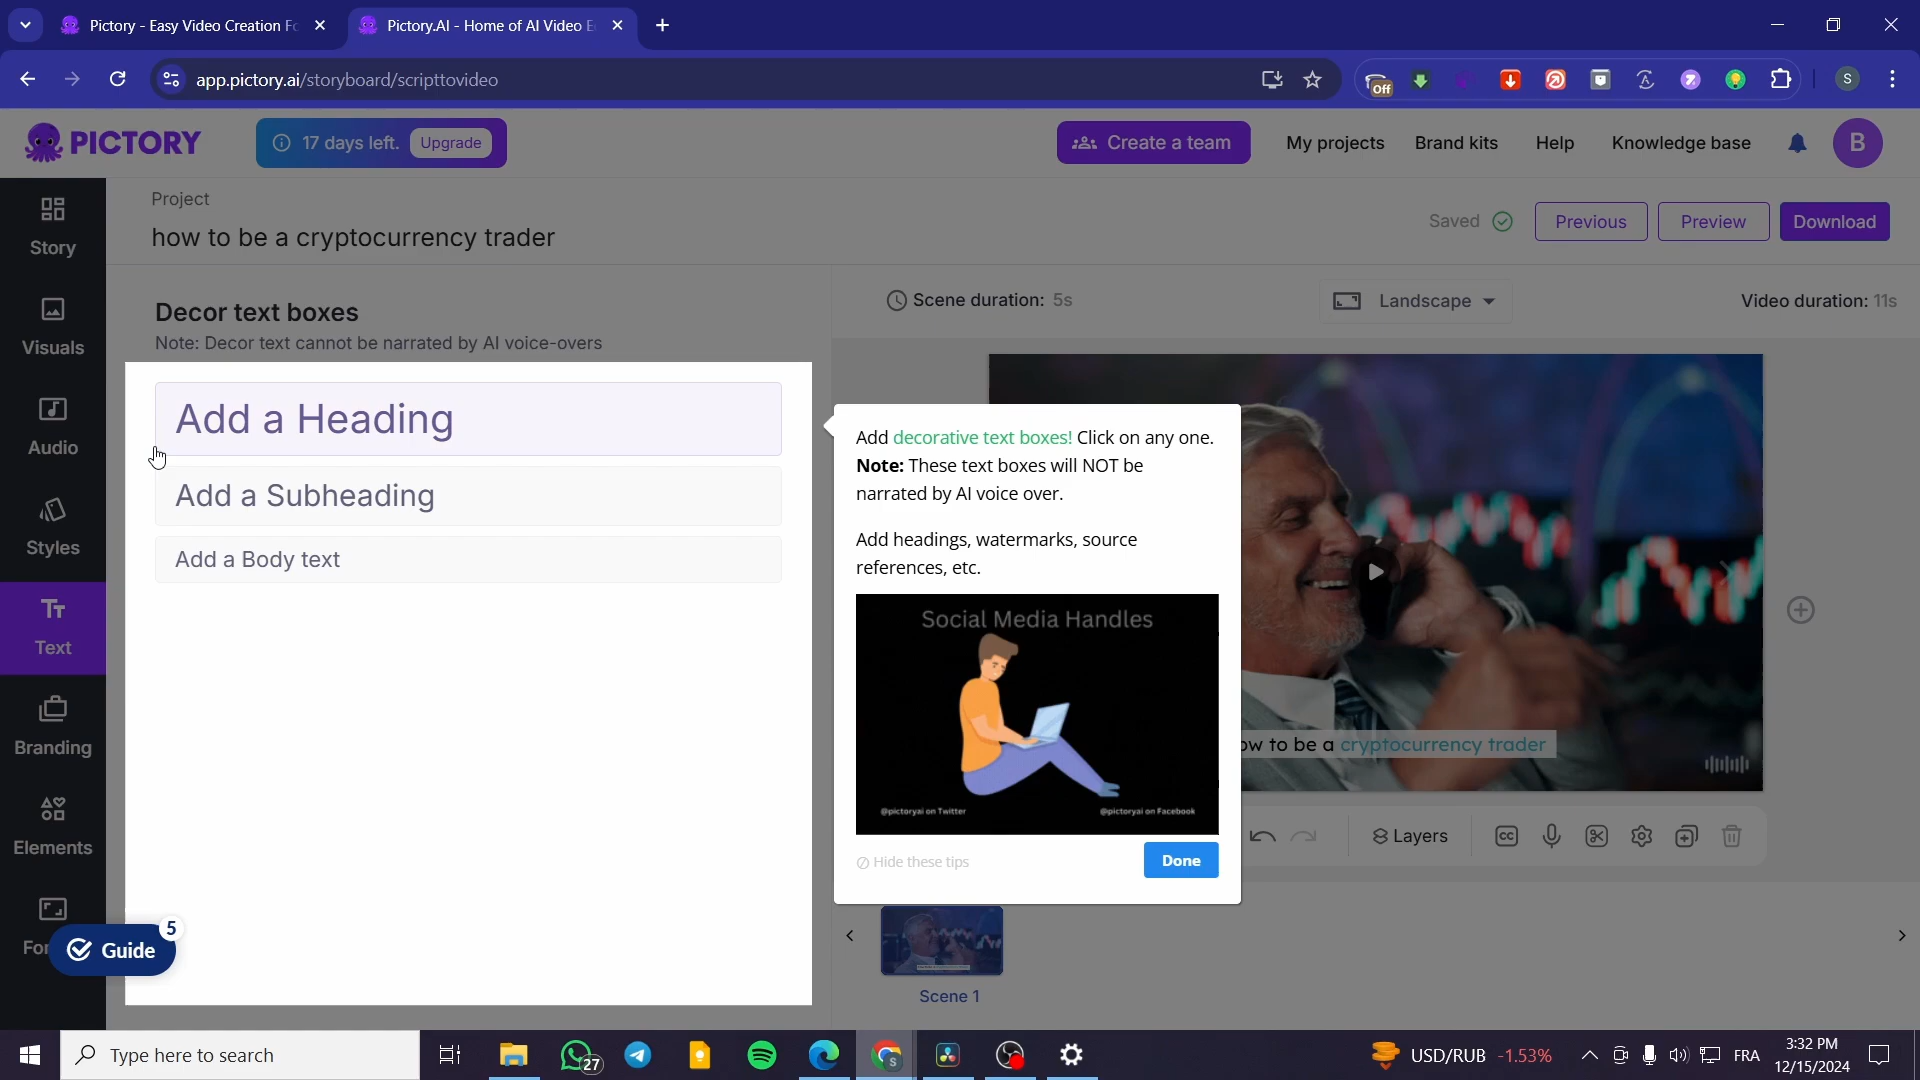 Pictory - Easy Video Creation Fo
Pictory.AI - Home of AI Video E
app.pictory.ai/storyboard/scripttovideo
Off
S
PICTORY
17 days left.
Upgrade
Create a team
My projects
Brand kits
Help
Knowledge base
B
Story
Visuals
Audio
Styles
Text
Branding
Elements
For
Guide
5
Project
how to be a cryptocurrency trader
Saved
Previous
Preview
Download
Decor text boxes
Note: Decor text cannot be narrated by AI voice-overs
Add a Heading
Add a Subheading
Add a Body text
Scene duration: 5s
Landscape
Video duration: 11s
Add decorative text boxes! Click on any one.
Note: These text boxes will NOT be
narrated by AI voice over.
Add headings, watermarks, source
references, etc.
Social Media Handles
@pictoryai on Twitter
@pictoryai on Facebook
Hide these tips
Done
ow to be a cryptocurrency trader
Layers
CC
Scene 1
Type here to search
27
S
USD/RUB -1.53%
FRA
3:32 PM
12/15/2024